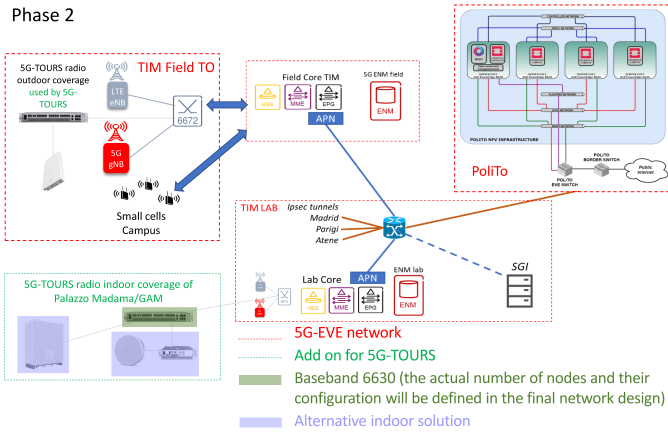 Phase 2
5G-TOURS radio
outdoor coverage
used by 5G-
TOURS
TIM Field TO
LTE
eNB
6672
5G
gNB
Small cells
Campus
Field Core TIM
5G ENM field
HSS
MME
EPG
ENM
APN
POLITO NFV INFRASTRUCTURE
PoliTo
POLITO
EVE SWITCH
POLITO
BORDER SWITCH
Public
Internet
TIM LAB
Ipsec tunnels
Madrid
Parigi
Atene
APN
Lab Core
ENM lab
HSS
MME
EPG
ENM
SGI
5G-TOURS radio indoor coverage of
Palazzo Madama/GAM
5G-EVE network
Add on for 5G-TOURS
Baseband 6630 (the actual number of nodes and their
configuration will be defined in the final network design)
Alternative indoor solution